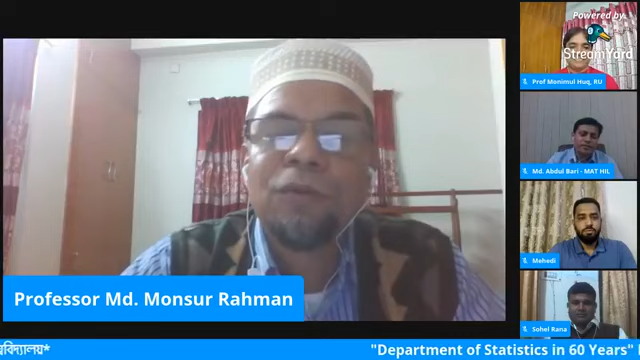 Powered by
StreamYard
Prof Monimul Huq, RU
Md. Abdul Bari - MAT HIL
Mehedi
Sohel Rana
Professor Md. Monsur Rahman
"Department of Statistics in 60 Years"